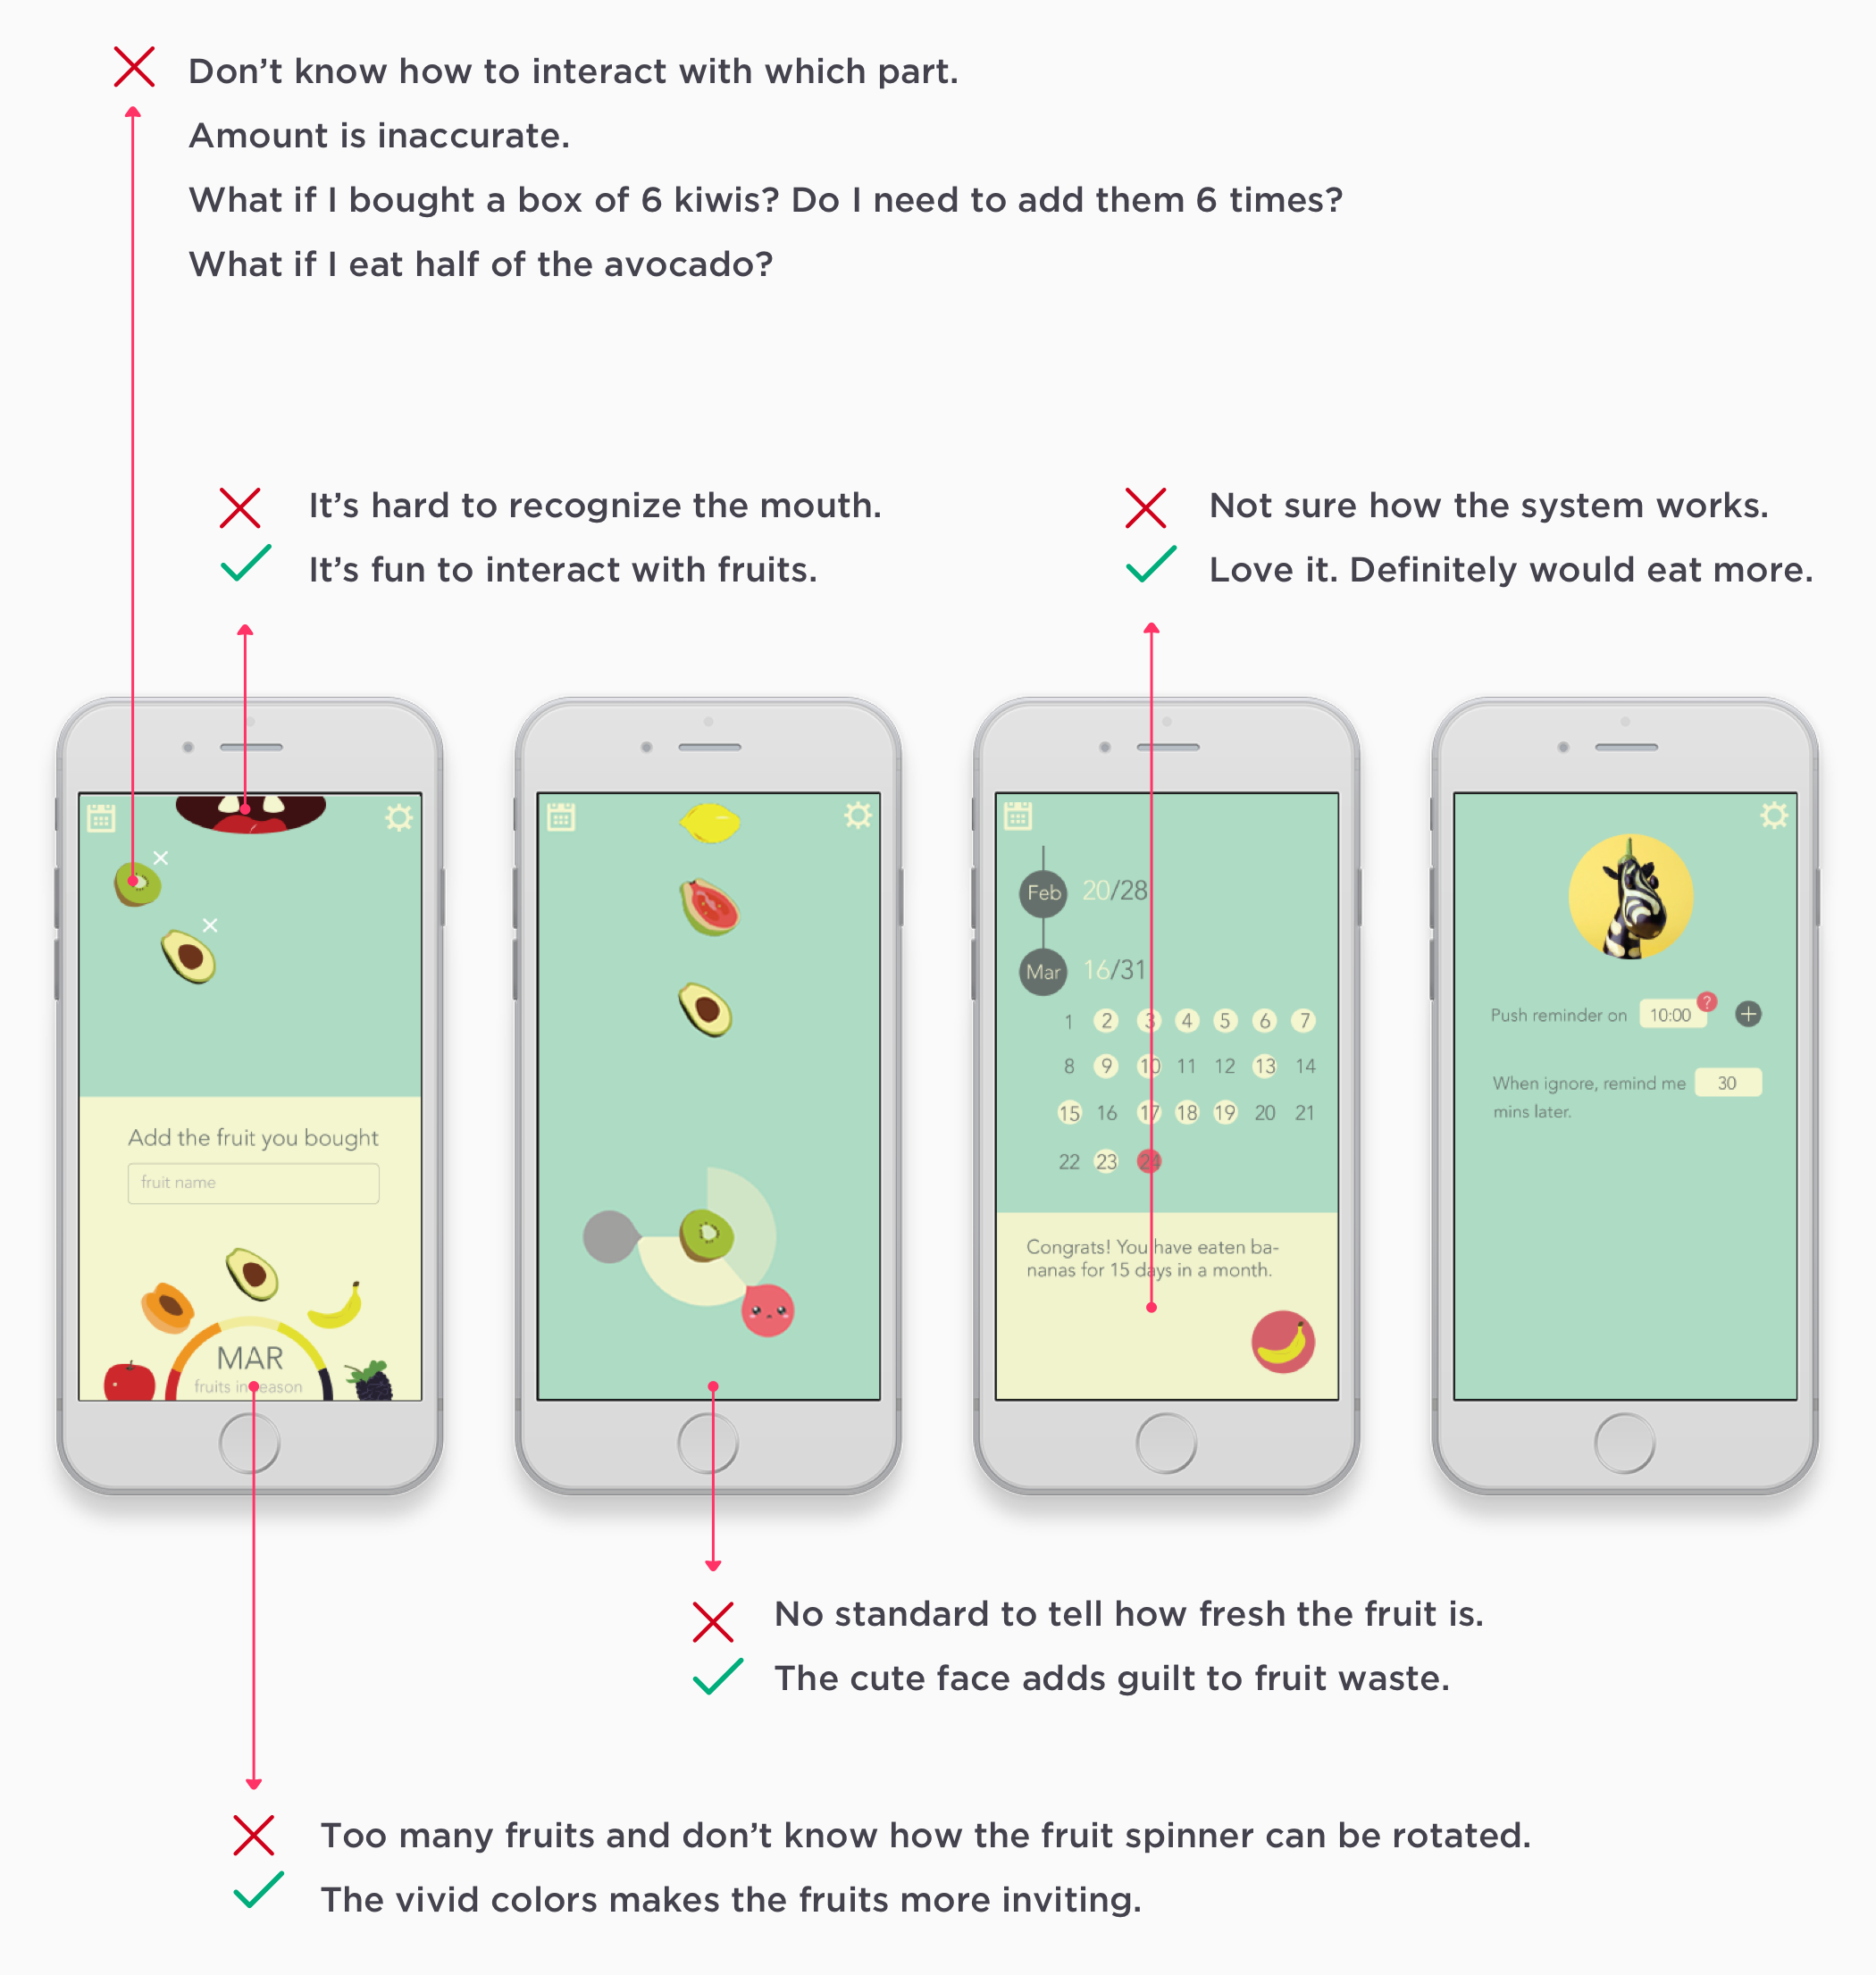 Don't know how to interact with which part.
Amount is inaccurate.
What if I bought a box of 6 kiwis? Do I need to add them 6 times?
What if I eat half of the avocado?
It's hard to recognize the mouth.
It's fun to interact with fruits.
Not sure how the system works.
Love it. Definitely would eat more.
Add the fruit you bought
fruit name
MAR
fruits in season
Feb 20/28
Mar 16/31
1 2 3 4 5 6 7
8 9 10 11 12 13 14
15 16 17 18 19 20 21
22 23 24
Congrats! You have eaten ba-
nanas for 15 days in a month.
Push reminder on 10:00 ?
When ignore, remind me 30
mins later.
No standard to tell how fresh the fruit is.
The cute face adds guilt to fruit waste.
Too many fruits and don't know how the fruit spinner can be rotated.
The vivid colors makes the fruits more inviting.